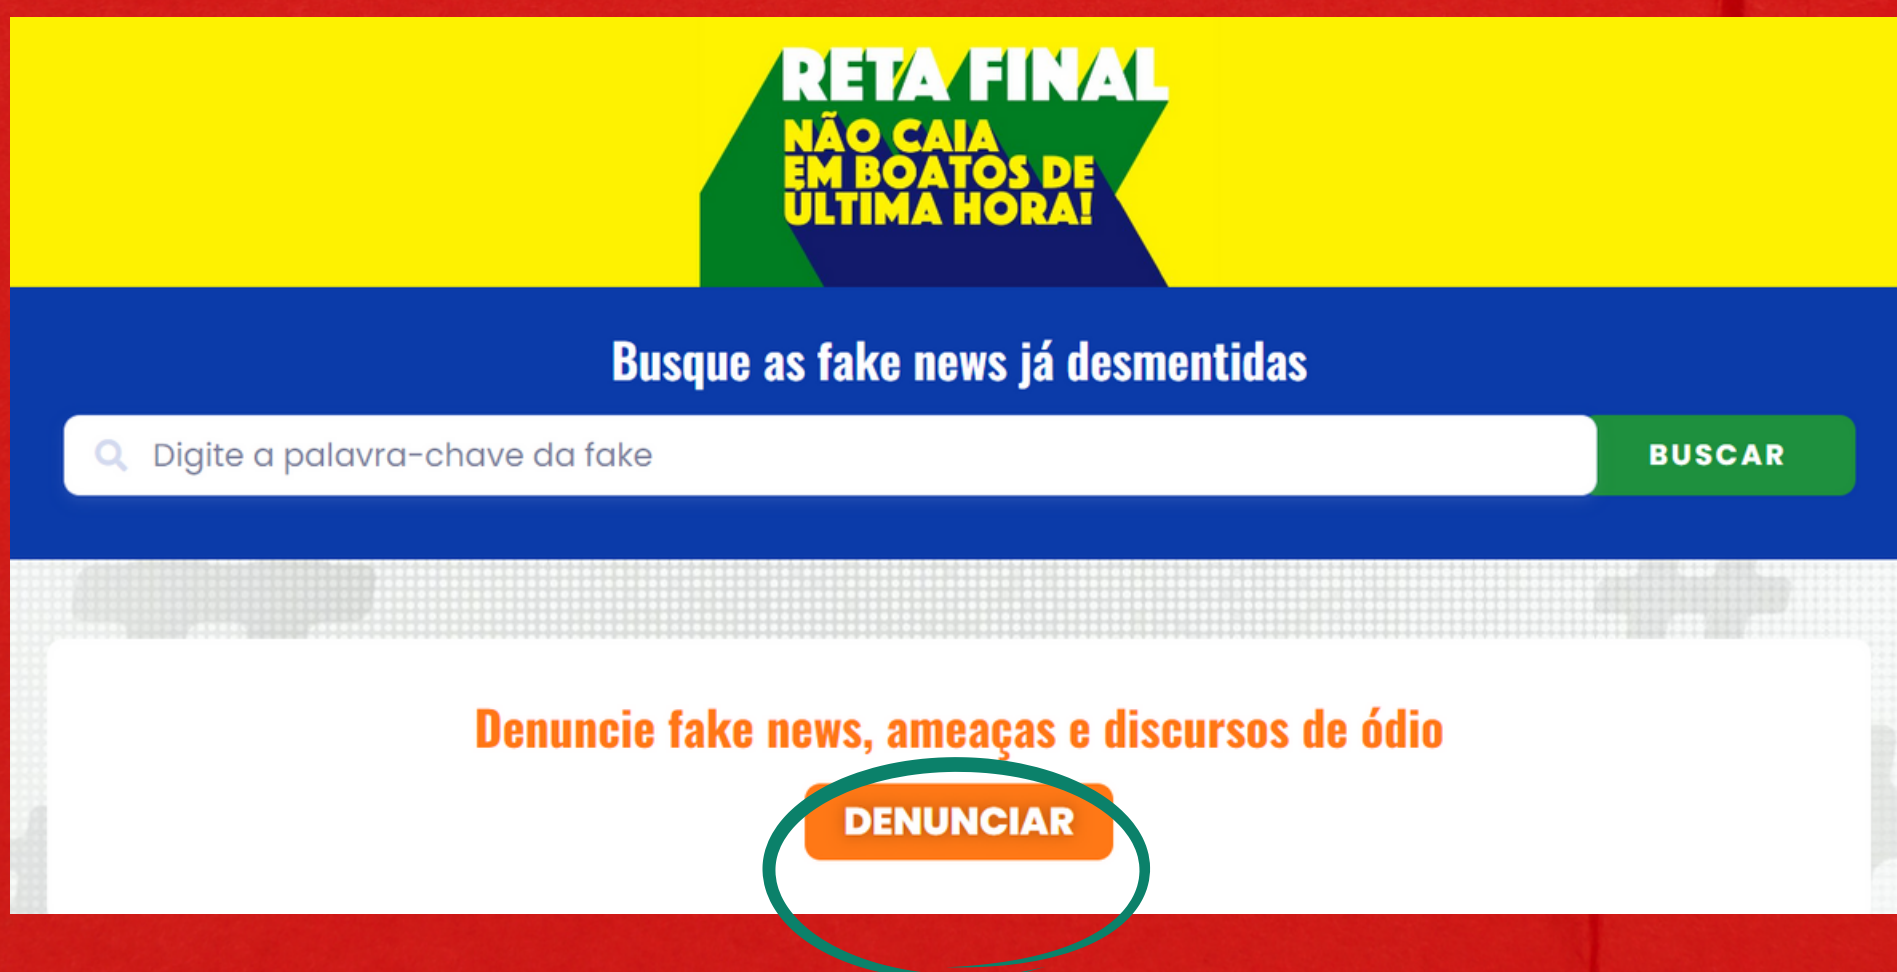 RETA FINAL
NÃO CAIA
EM BOATOS DE
ÚLTIMA HORA!
Busque as fake news já desmentidas
Digite a palavra-chave da fake
BUSCAR
Denuncie fake news, ameaças e discursos de ódio
DENUNCIAR